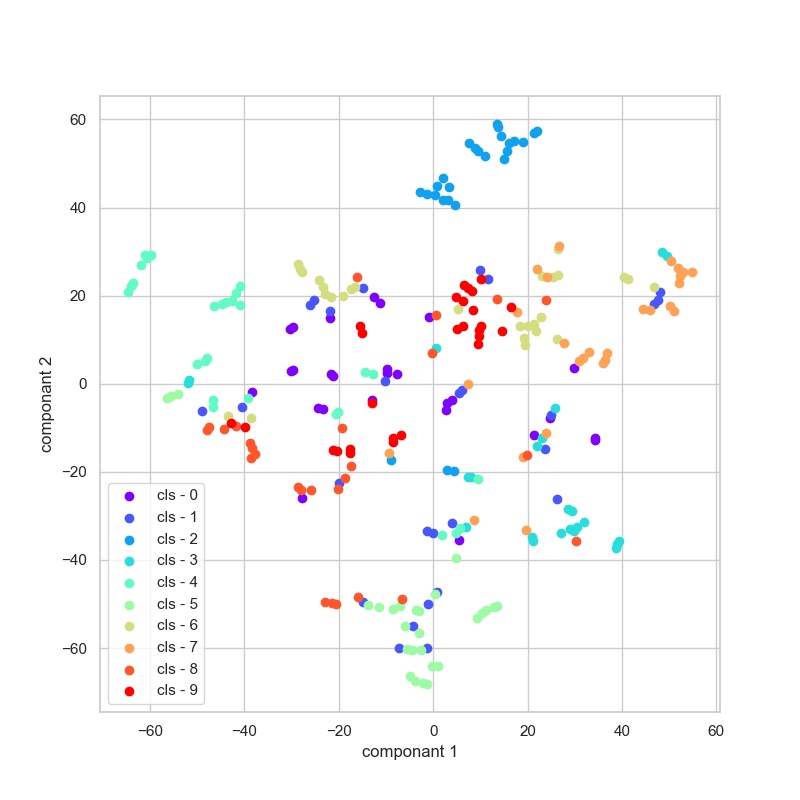 60
40
20
0
−20
−40
−60
componant 2
cls - 0
cls - 1
cls - 2
cls - 3
cls - 4
cls - 5
cls - 6
cls - 7
cls - 8
cls - 9
−60 −40 −20 0 20 40 60
componant 1